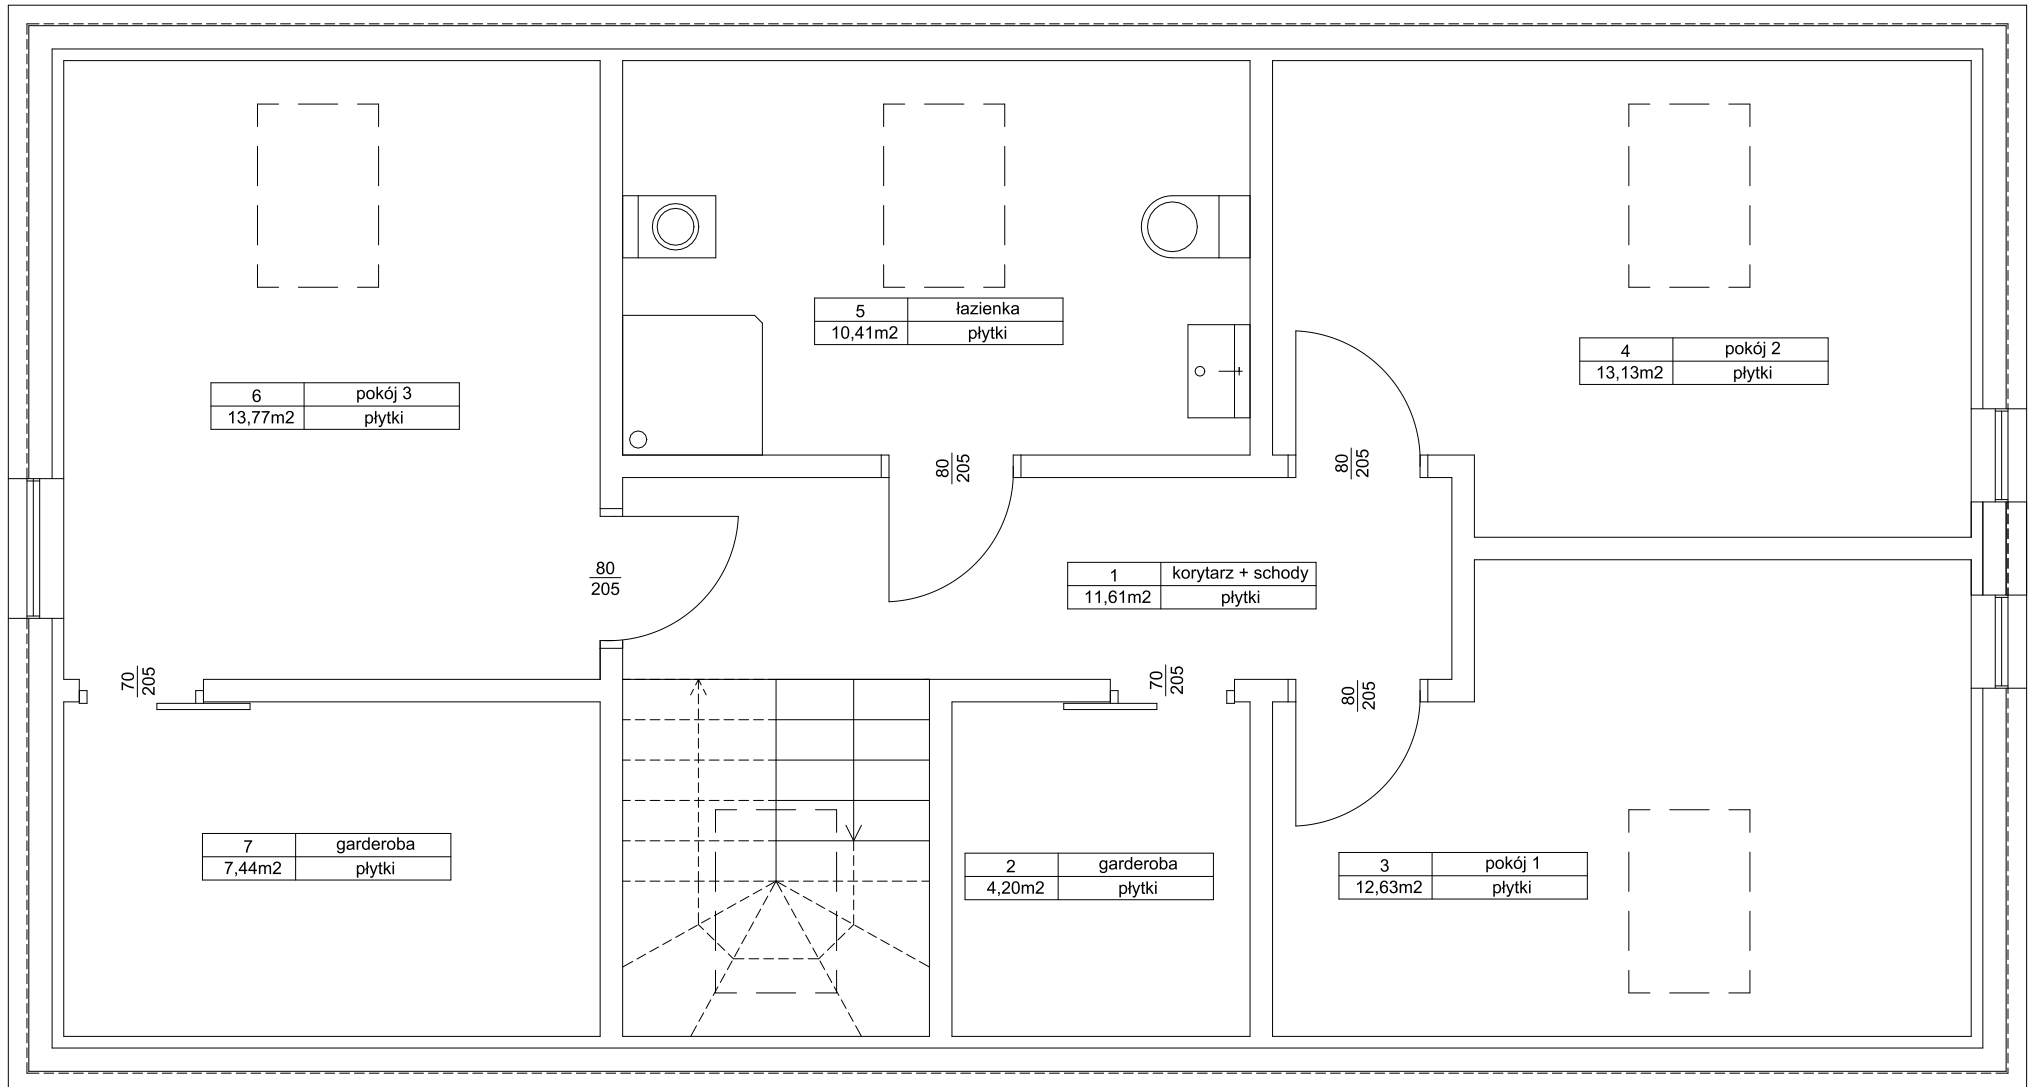 5 łazienka
10,41m2 płytki
4 pokój 2
13,13m2 płytki
6 pokój 3
13,77m2 płytki
80
205
80
205
80
205
1 korytarz + schody
11,61m2 płytki
70
205
70
205
80
205
7 garderoba
7,44m2 płytki
2 garderoba
4,20m2 płytki
3 pokój 1
12,63m2 płytki